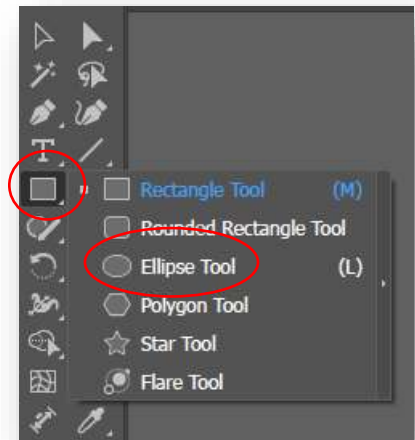 Rectangle Tool (M)
Rounded Rectangle Tool
Ellipse Tool (L)
Polygon Tool
Star Tool
Flare Tool